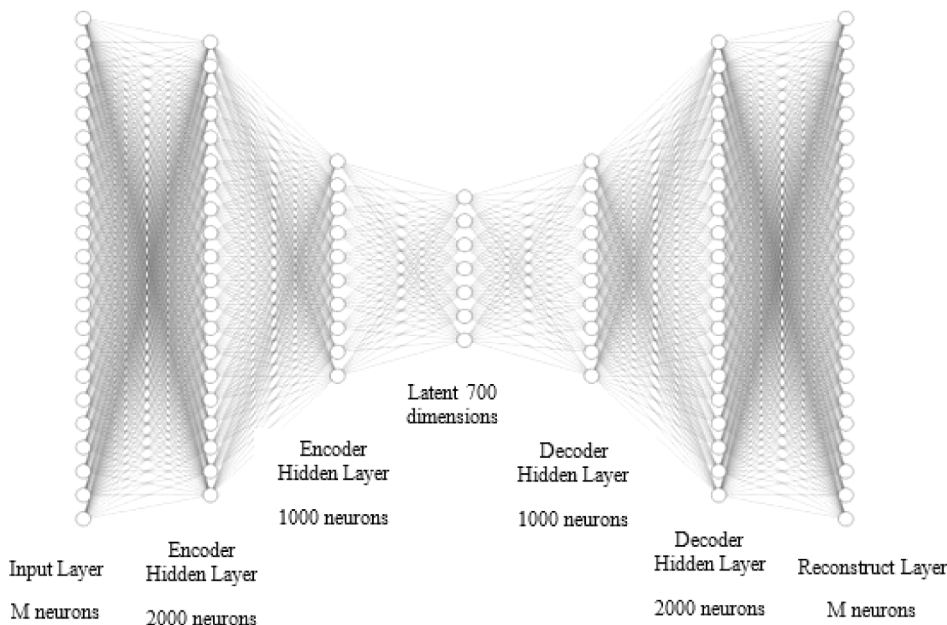 Latent 700
dimensions
Encoder
Hidden Layer
1000 neurons
Decoder
Hidden Layer
1000 neurons
Input Layer
M neurons
Encoder
Hidden Layer
2000 neurons
Decoder
Hidden Layer
2000 neurons
Reconstruct Layer
M neurons